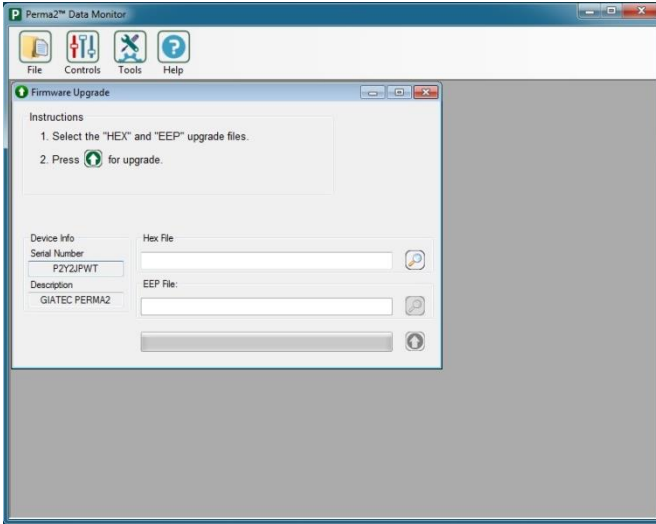 Perma2™ Data Monitor
File Controls Tools Help
Firmware Upgrade
Instructions
1. Select the "HEX" and "EEP" upgrade files.
2. Press for upgrade.
Device Info
Serial Number
P2Y2JPWT
Description
GIATEC PERMA2
Hex File
EEP File: